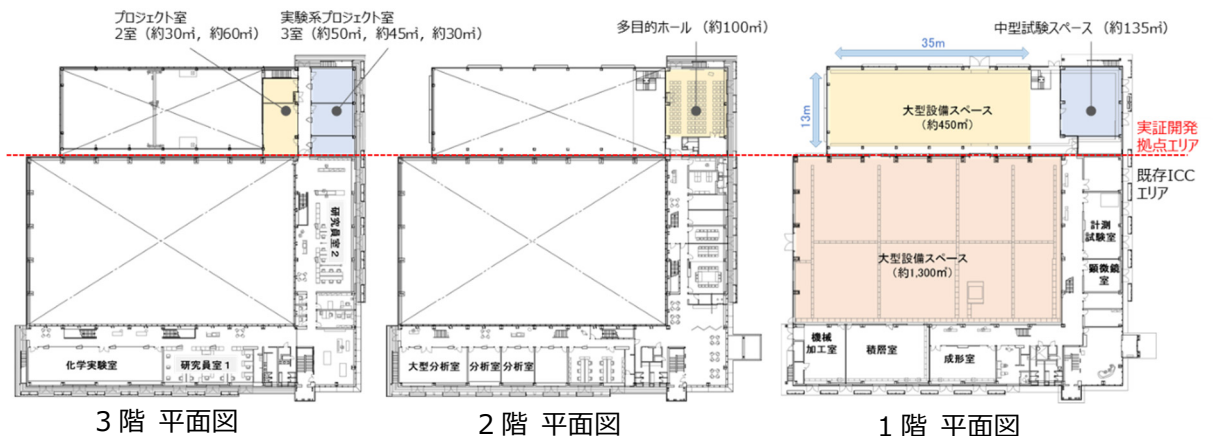 プロジェクト室
2室（約30㎡，約60㎡）
実験系プロジェクト室
3室（約50㎡，約45㎡，約30㎡）
多目的ホール （約100㎡）
中型試験スペース （約135㎡）
35m
13m
大型設備スペース
（約450㎡）
実証開発
拠点エリア
既存ICC
エリア
研究員室2
計測
試験室
大型設備スペース
（約1,300㎡）
顕微鏡
室
化学実験室
研究員室1
大型分析室
分析室
分析室
機械
加工室
積層室
成形室
3階 平面図
2階 平面図
1階 平面図